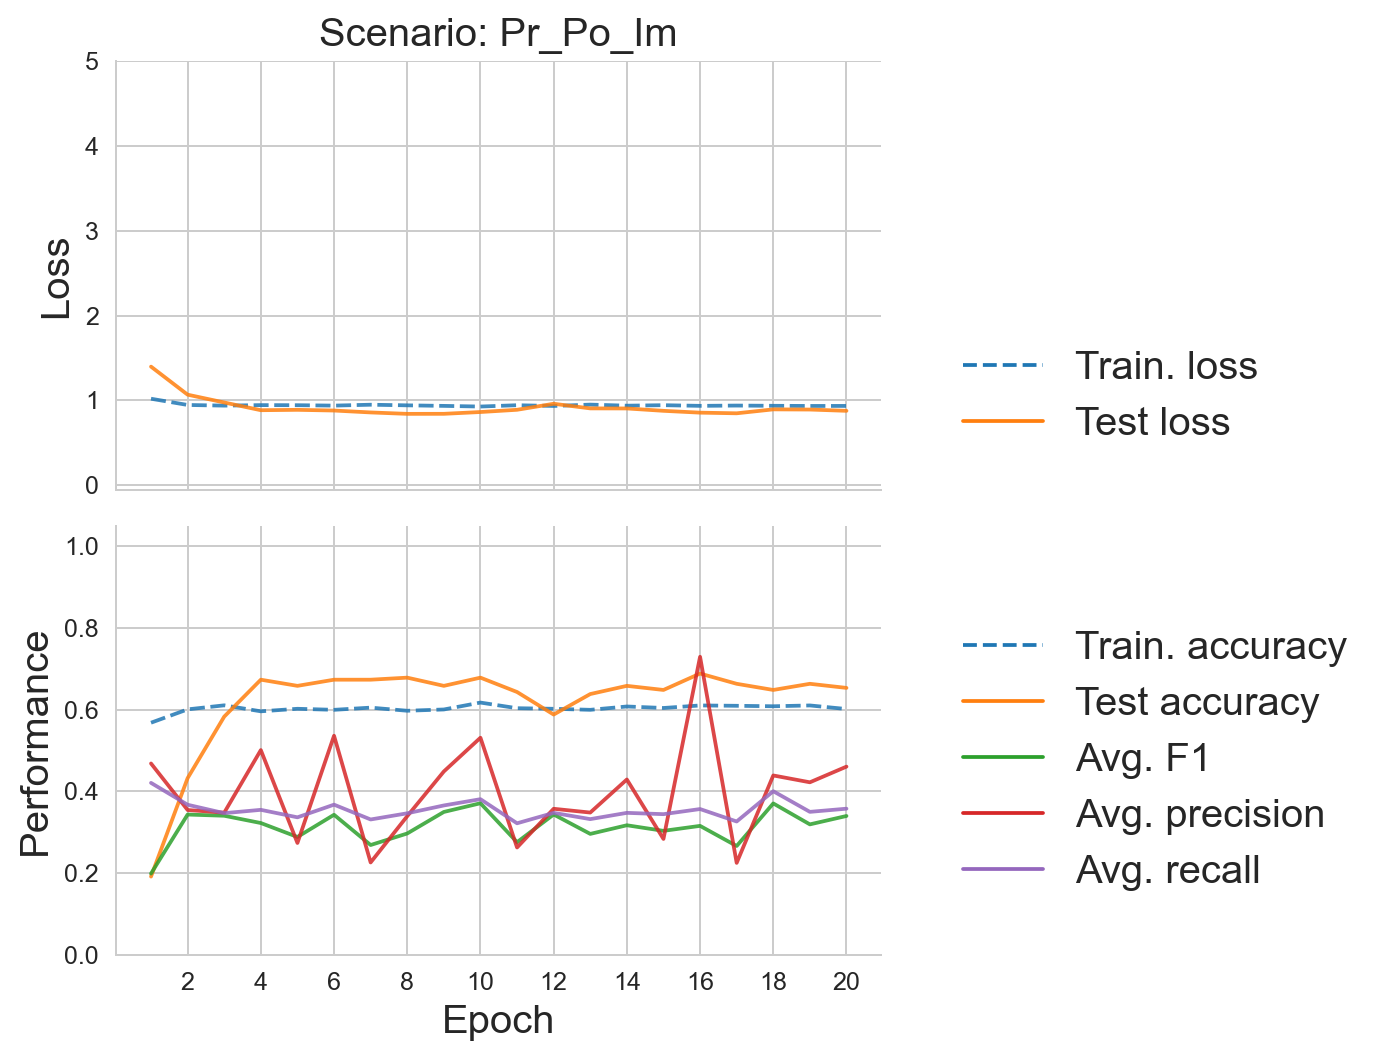 Scenario: Pr_Po_Im
5
4
3
2
1
0
Loss
Train. loss
Test loss
1.0
0.8
0.6
0.4
0.2
0.0
Performance
2 4 6 8 10 12 14 16 18 20
Epoch
Train. accuracy
Test accuracy
Avg. F1
Avg. precision
Avg. recall